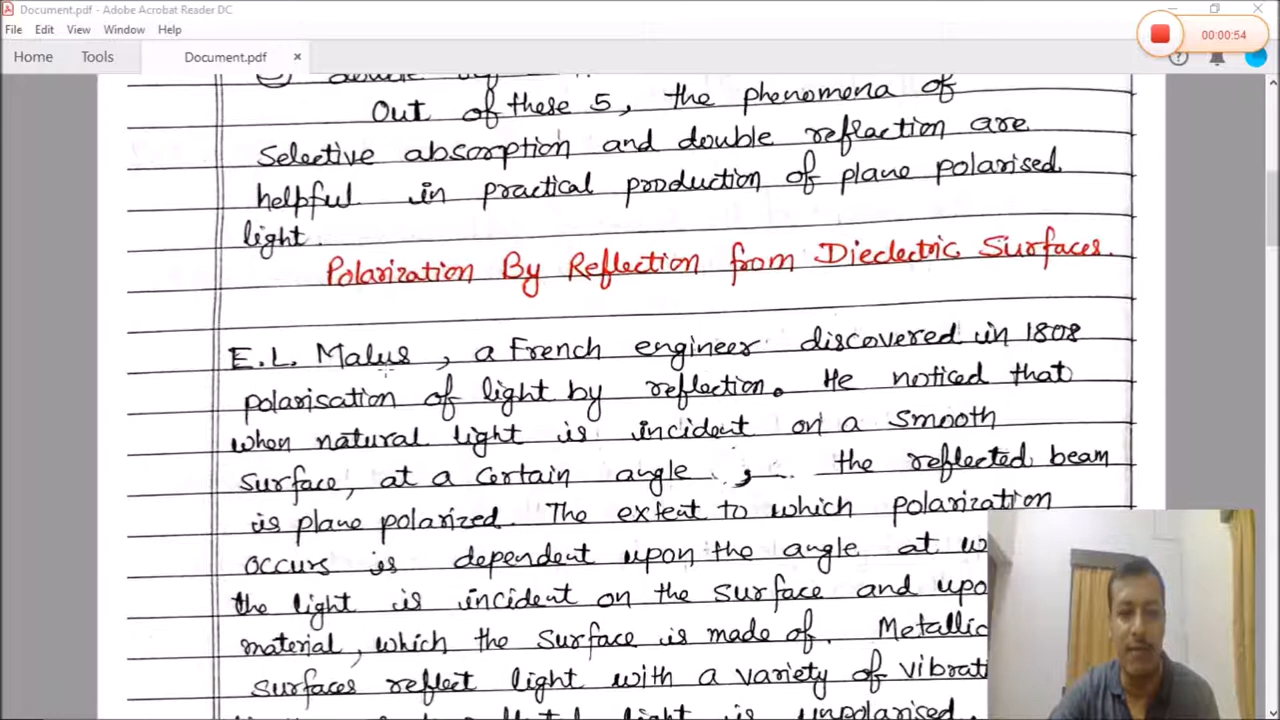 Document.pdf - Adobe Acrobat Reader DC
File Edit View Window Help
00:00:54
Home Tools Document.pdf ×
Out of these 5, the phenomena of
Selective absorption and double reflaction are
helpful in practical production of plane polarised
light.
Polarization By Reflection from Dieclectric Surfaces.
E.L. Malus, a French engineer discovered in 1808
polarisation of light by reflection. He noticed that
when natural light is incident on a smooth
surface, at a certain angle, the reflected beam
is plane polarized. The extent to which polarization
occurs is dependent upon the angle at
the light is incident on the surface and
material, which the surface is made of. Metallic
surfaces reflect light with a variety of
light is unpolarised.